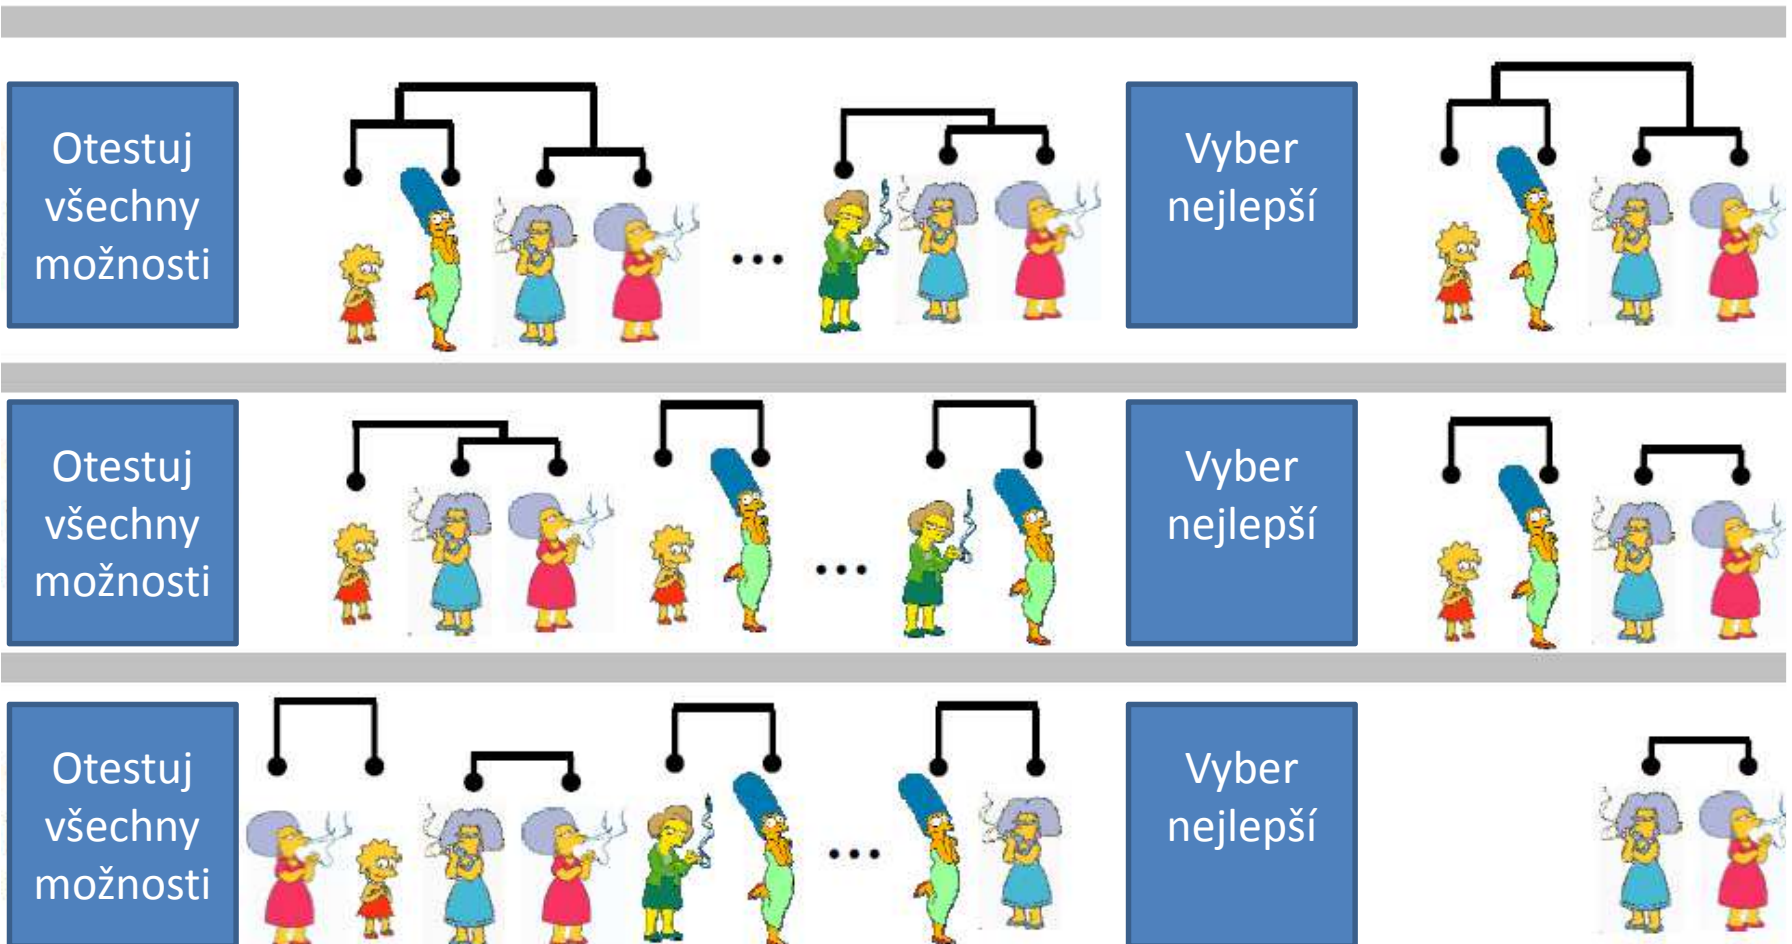 Otestuj
všechny
možnosti
...
Vyber
nejlepší
Otestuj
všechny
možnosti
...
Vyber
nejlepší
Otestuj
všechny
možnosti
...
Vyber
nejlepší